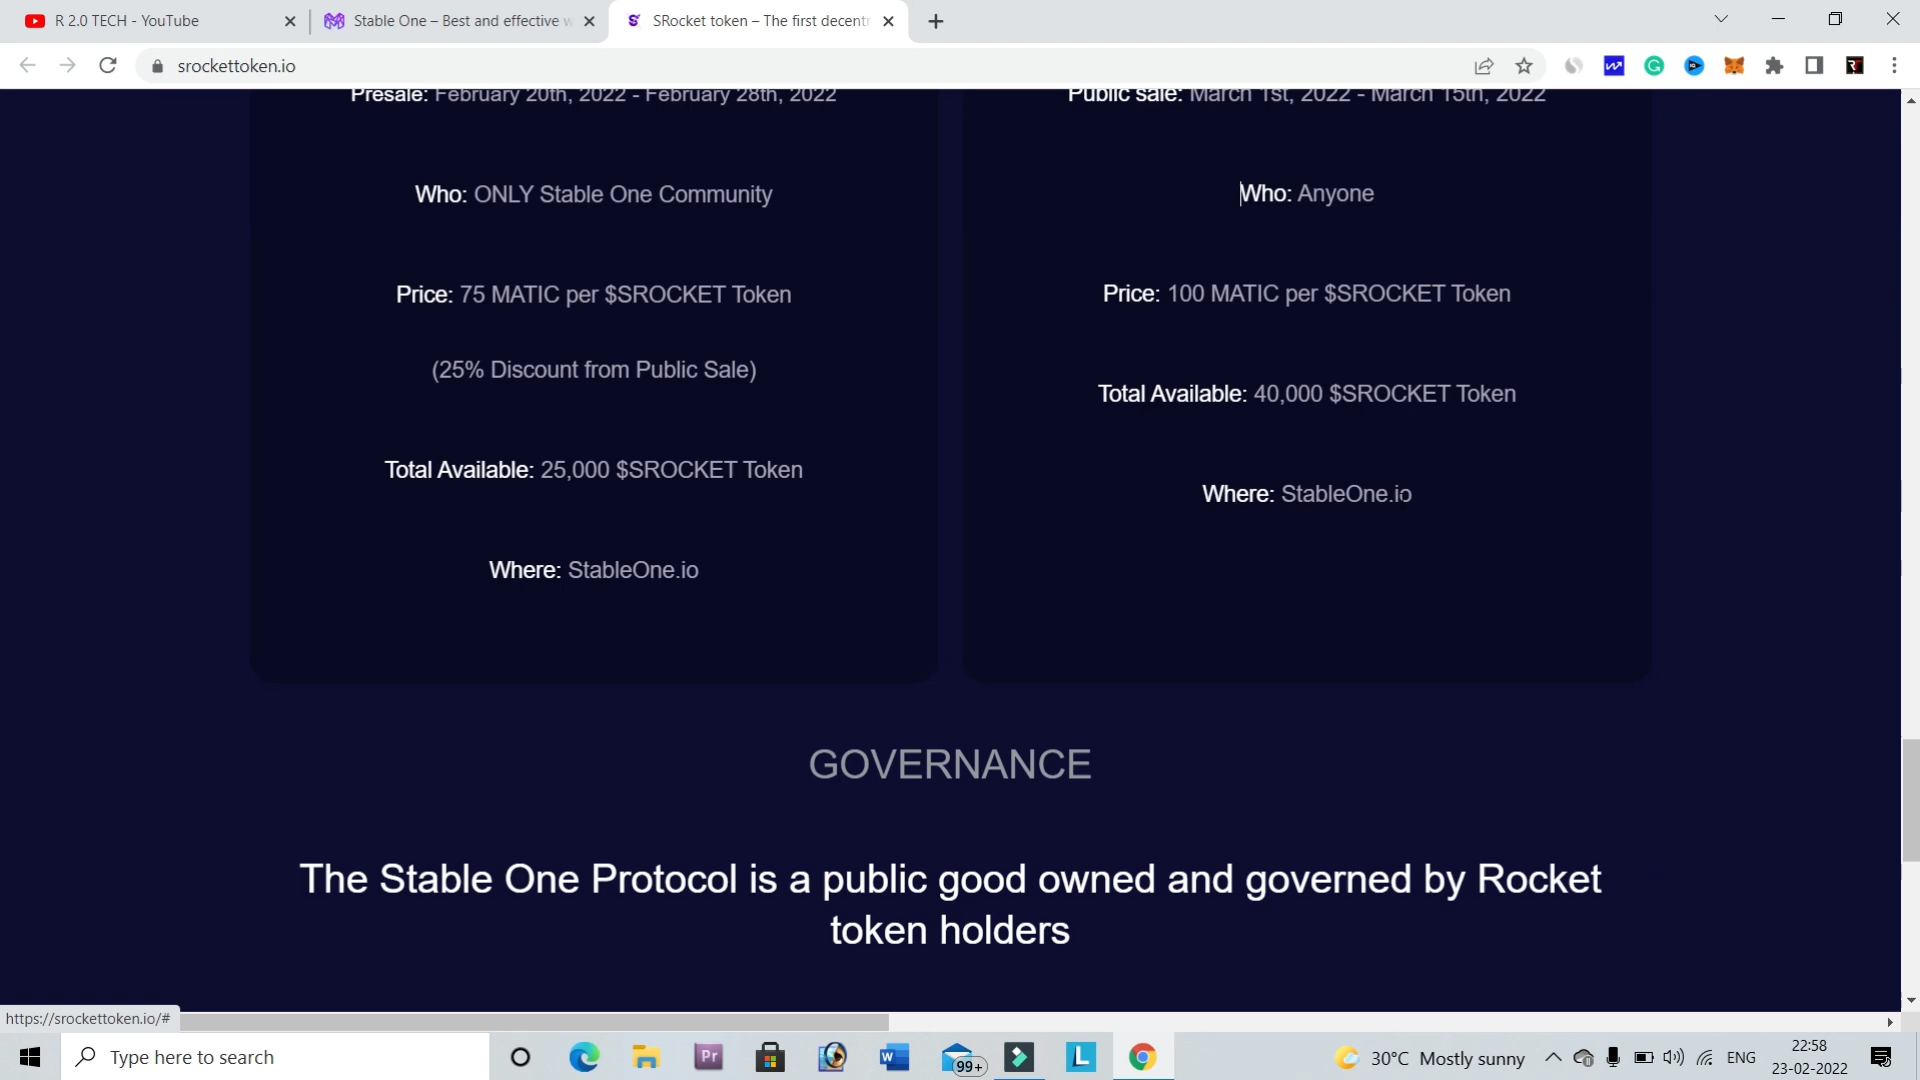 R 2.0 TECH - YouTube
Stable One – Best and effective w
SRocket token – The first decentr
srockettoken.io
Presale: February 20th, 2022 - February 28th, 2022
Who: ONLY Stable One Community
Price: 75 MATIC per $SROCKET Token
(25% Discount from Public Sale)
Total Available: 25,000 $SROCKET Token
Where: StableOne.io
Public sale: March 1st, 2022 - March 15th, 2022
Who: Anyone
Price: 100 MATIC per $SROCKET Token
Total Available: 40,000 $SROCKET Token
Where: StableOne.io
GOVERNANCE
The Stable One Protocol is a public good owned and governed by Rocket
token holders
https://srockettoken.io/#
Type here to search
Pr
W
99+
L
30°C Mostly sunny
ENG
22:58
23-02-2022